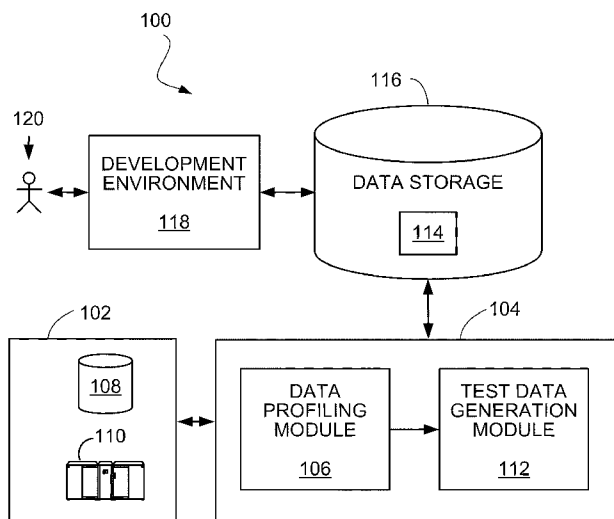 100
116
120
DEVELOPMENT
ENVIRONMENT
118
DATA STORAGE
114
102
104
108
110
DATA
PROFILING
MODULE
106
TEST DATA
GENERATION
MODULE
112